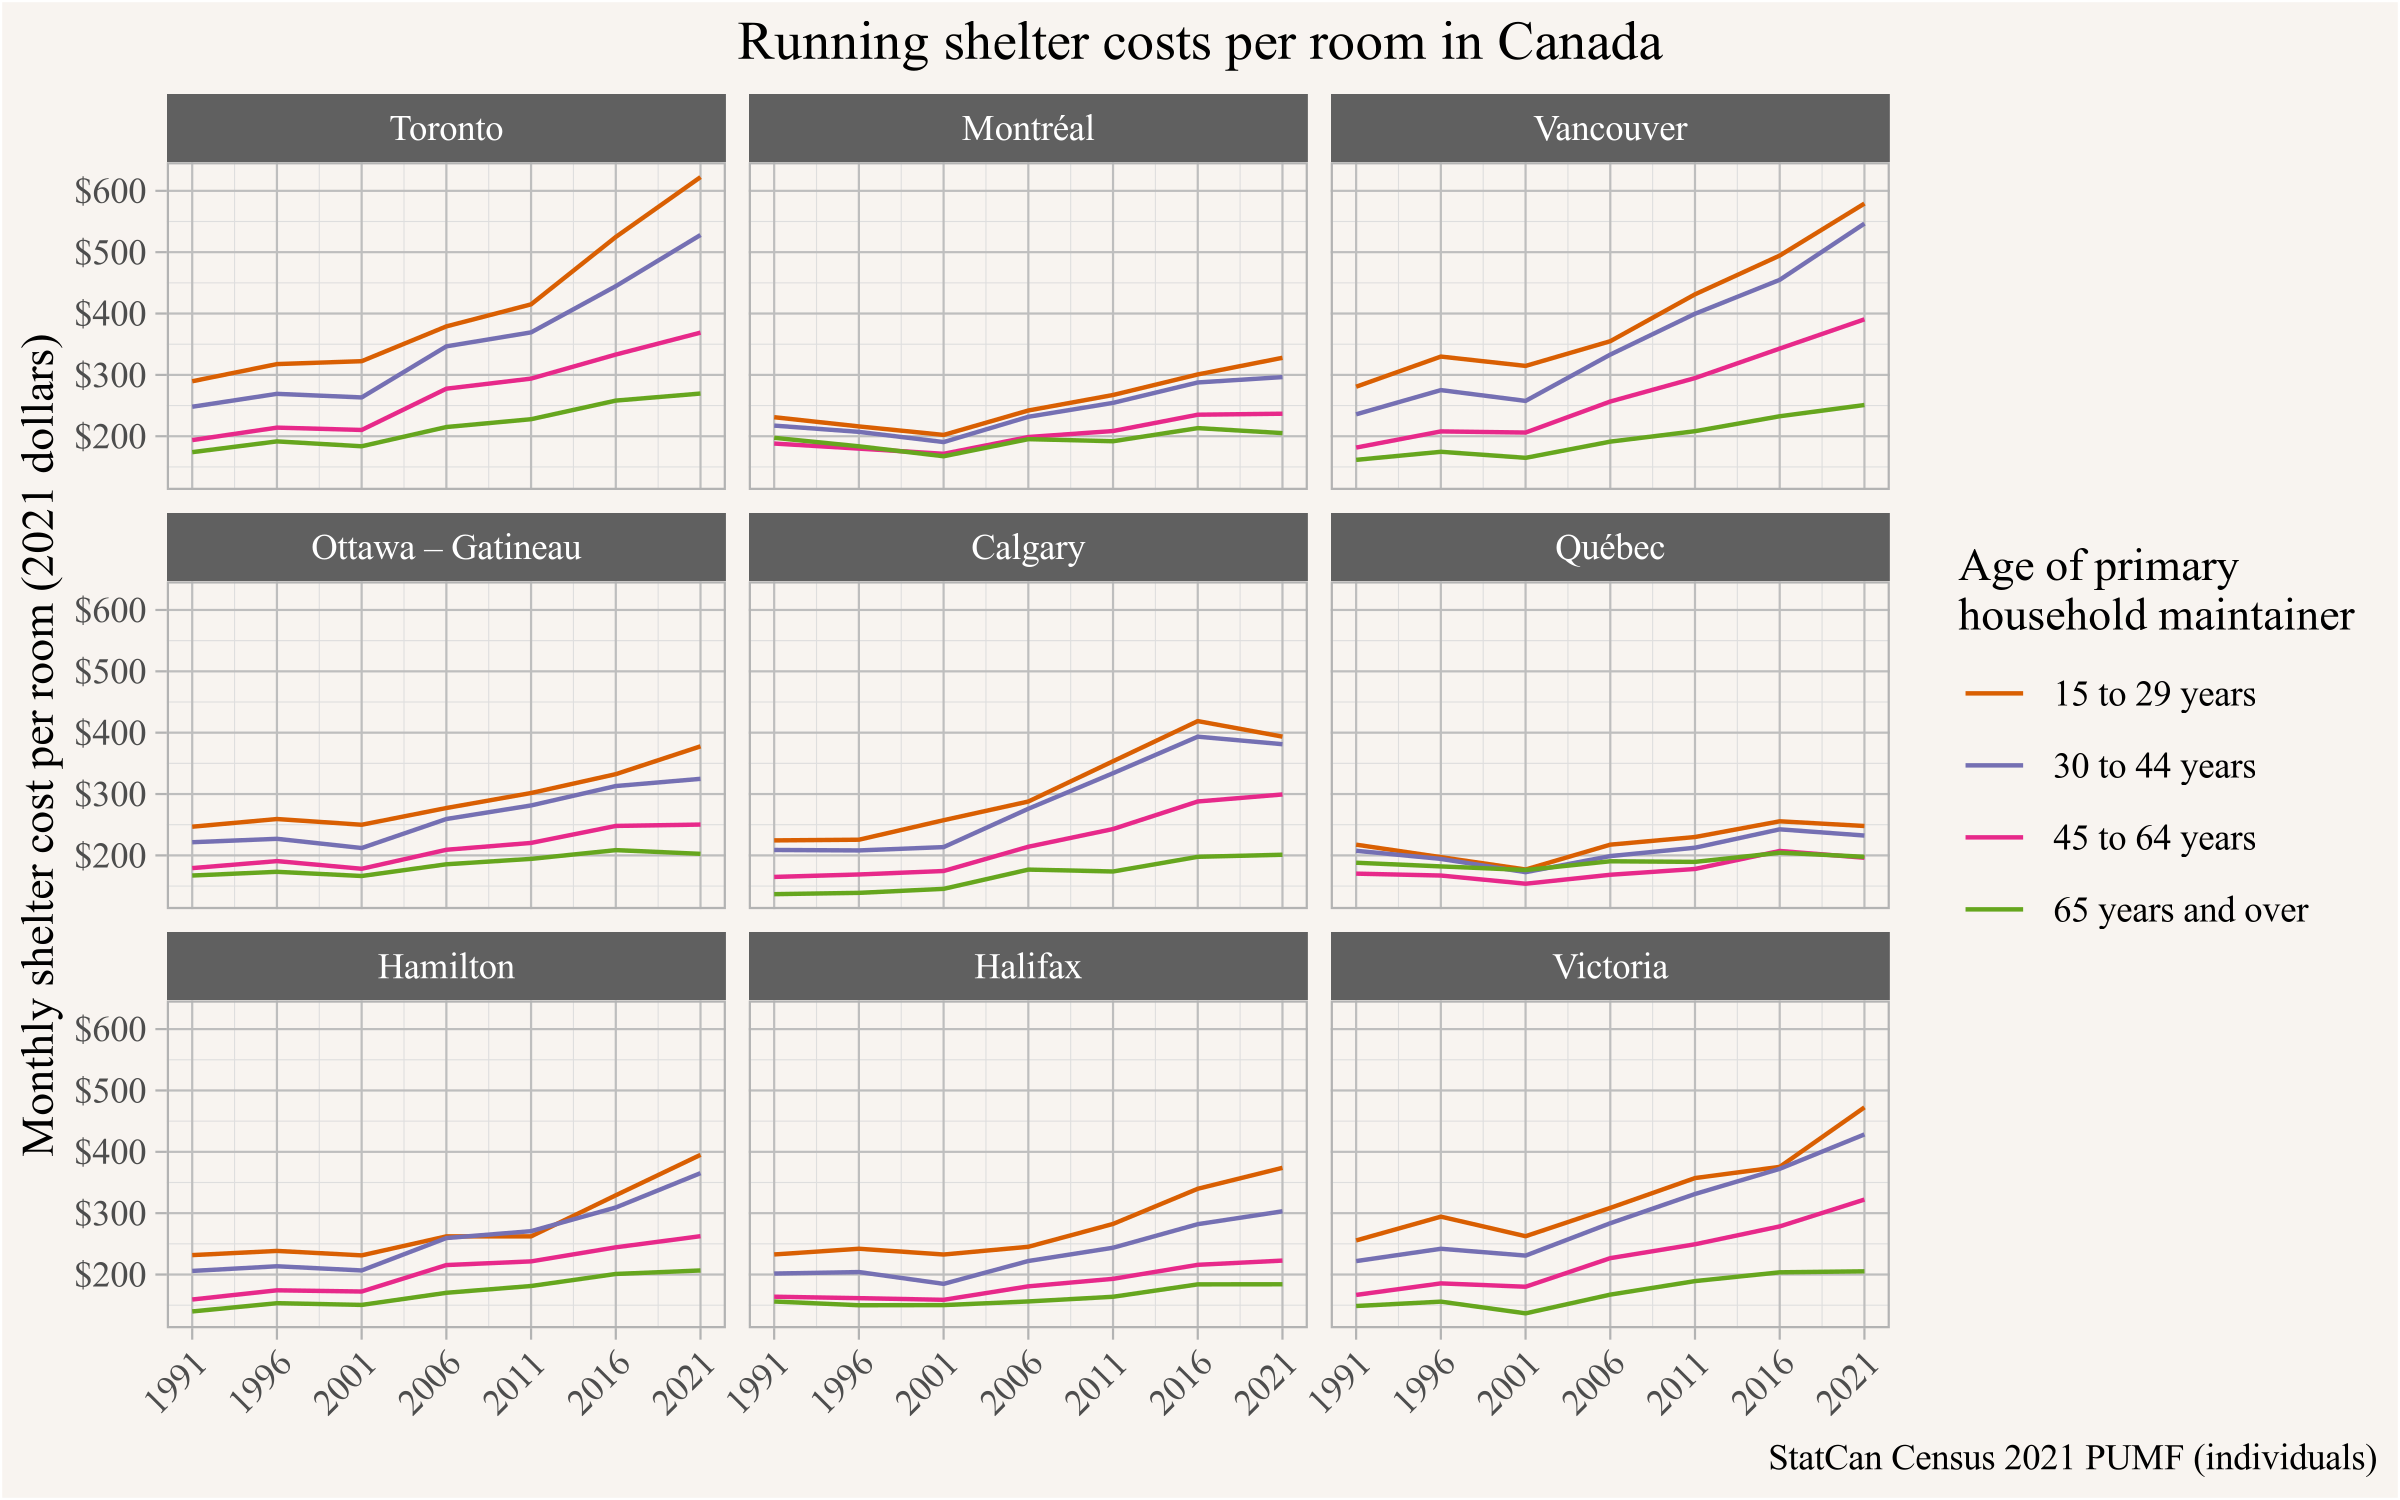 Running shelter costs per room in Canada
Monthly shelter cost per room (2021 dollars)
Toronto
Montréal
Vancouver
$600
$500
$400
$300
$200
Ottawa – Gatineau
Calgary
Québec
$600
$500
$400
$300
$200
Hamilton
Halifax
Victoria
$600
$500
$400
$300
$200
1991 1996 2001 2006 2011 2016 2021
1991 1996 2001 2006 2011 2016 2021
1991 1996 2001 2006 2011 2016 2021
Age of primary
household maintainer
15 to 29 years
30 to 44 years
45 to 64 years
65 years and over
StatCan Census 2021 PUMF (individuals)